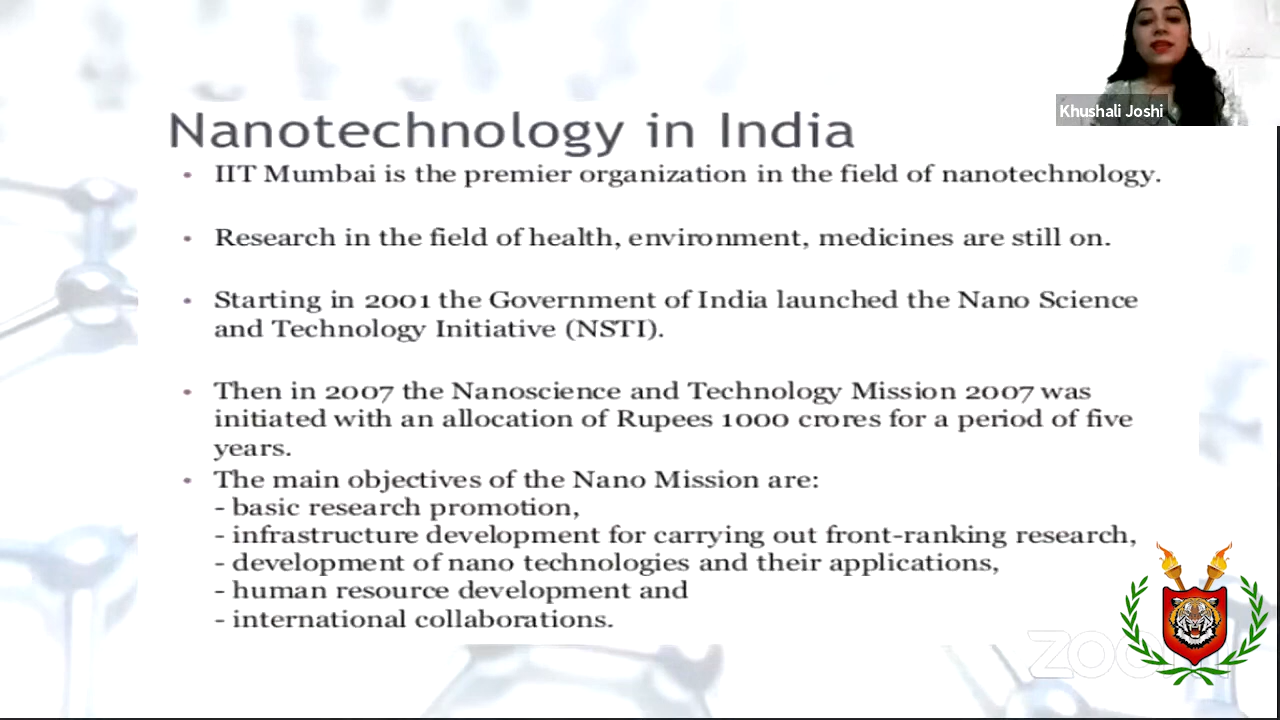 Khushali Joshi
Nanotechnology in India
• IIT Mumbai is the premier organization in the field of nanotechnology.
• Research in the field of health, environment, medicines are still on.
• Starting in 2001 the Government of India launched the Nano Science
and Technology Initiative (NSTI).
• Then in 2007 the Nanoscience and Technology Mission 2007 was
initiated with an allocation of Rupees 1000 crores for a period of five
years.
• The main objectives of the Nano Mission are:
- basic research promotion,
- infrastructure development for carrying out front-ranking research,
- development of nano technologies and their applications,
- human resource development and
- international collaborations.
zoom